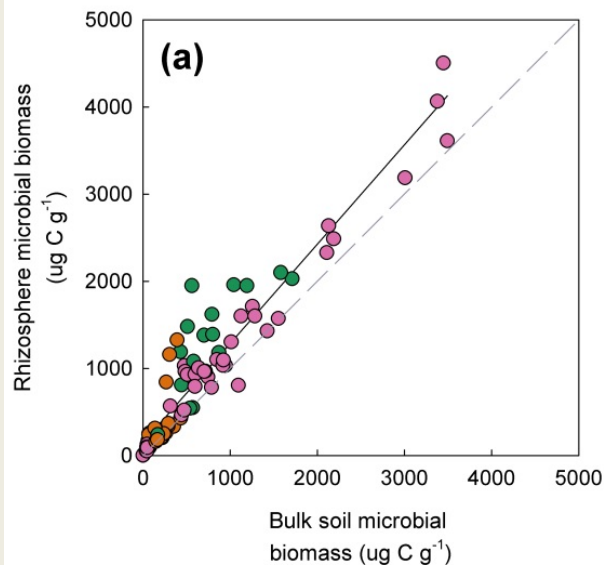 (a)
Rhizosphere microbial biomass
(ug C g⁻¹)
5000
4000
3000
2000
1000
0
0 1000 2000 3000 4000 5000
Bulk soil microbial
biomass (ug C g⁻¹)